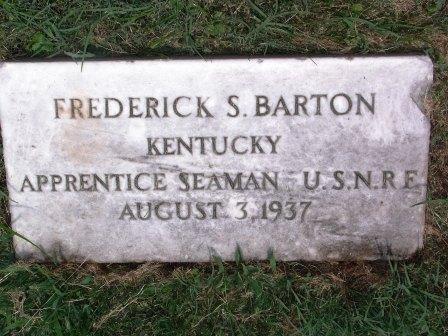 FREDERICK S. BARTON
KENTUCKY
APPRENTICE SEAMAN U.S.N.R.F.
AUGUST 3, 1937